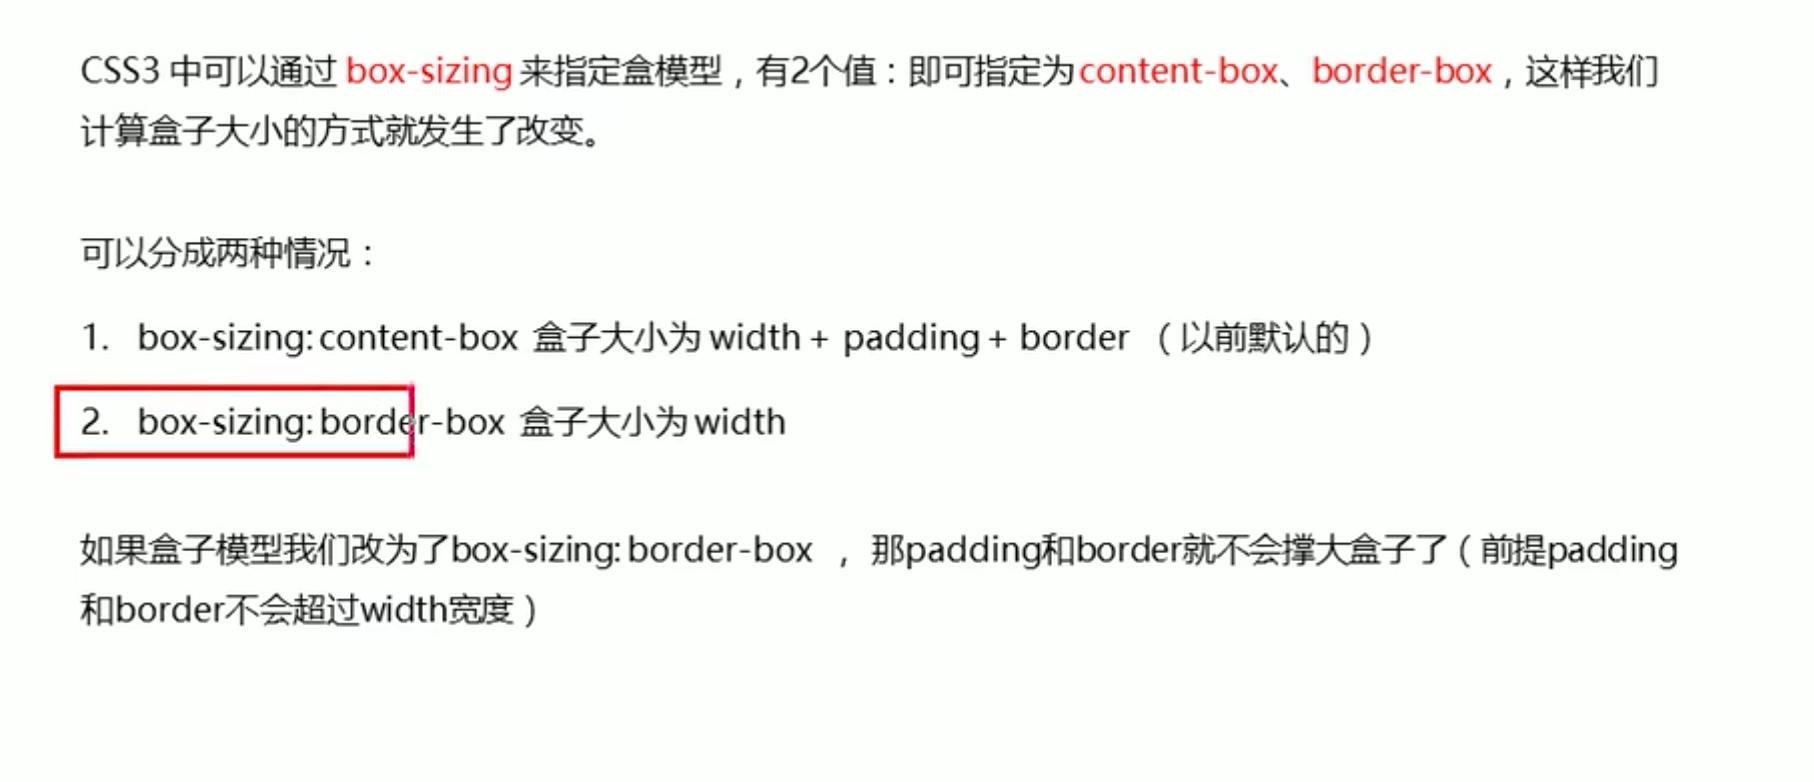 CSS3 中可以通过 box-sizing 来指定盒模型，有2个值：即可指定为content-box、border-box，这样我们
计算盒子大小的方式就发生了改变。
可以分成两种情况：
1. box-sizing: content-box 盒子大小为 width + padding + border （以前默认的）
2. box-sizing: border-box 盒子大小为 width
如果盒子模型我们改为了box-sizing: border-box ， 那padding和border就不会撑大盒子了（前提padding
和border不会超过width宽度）